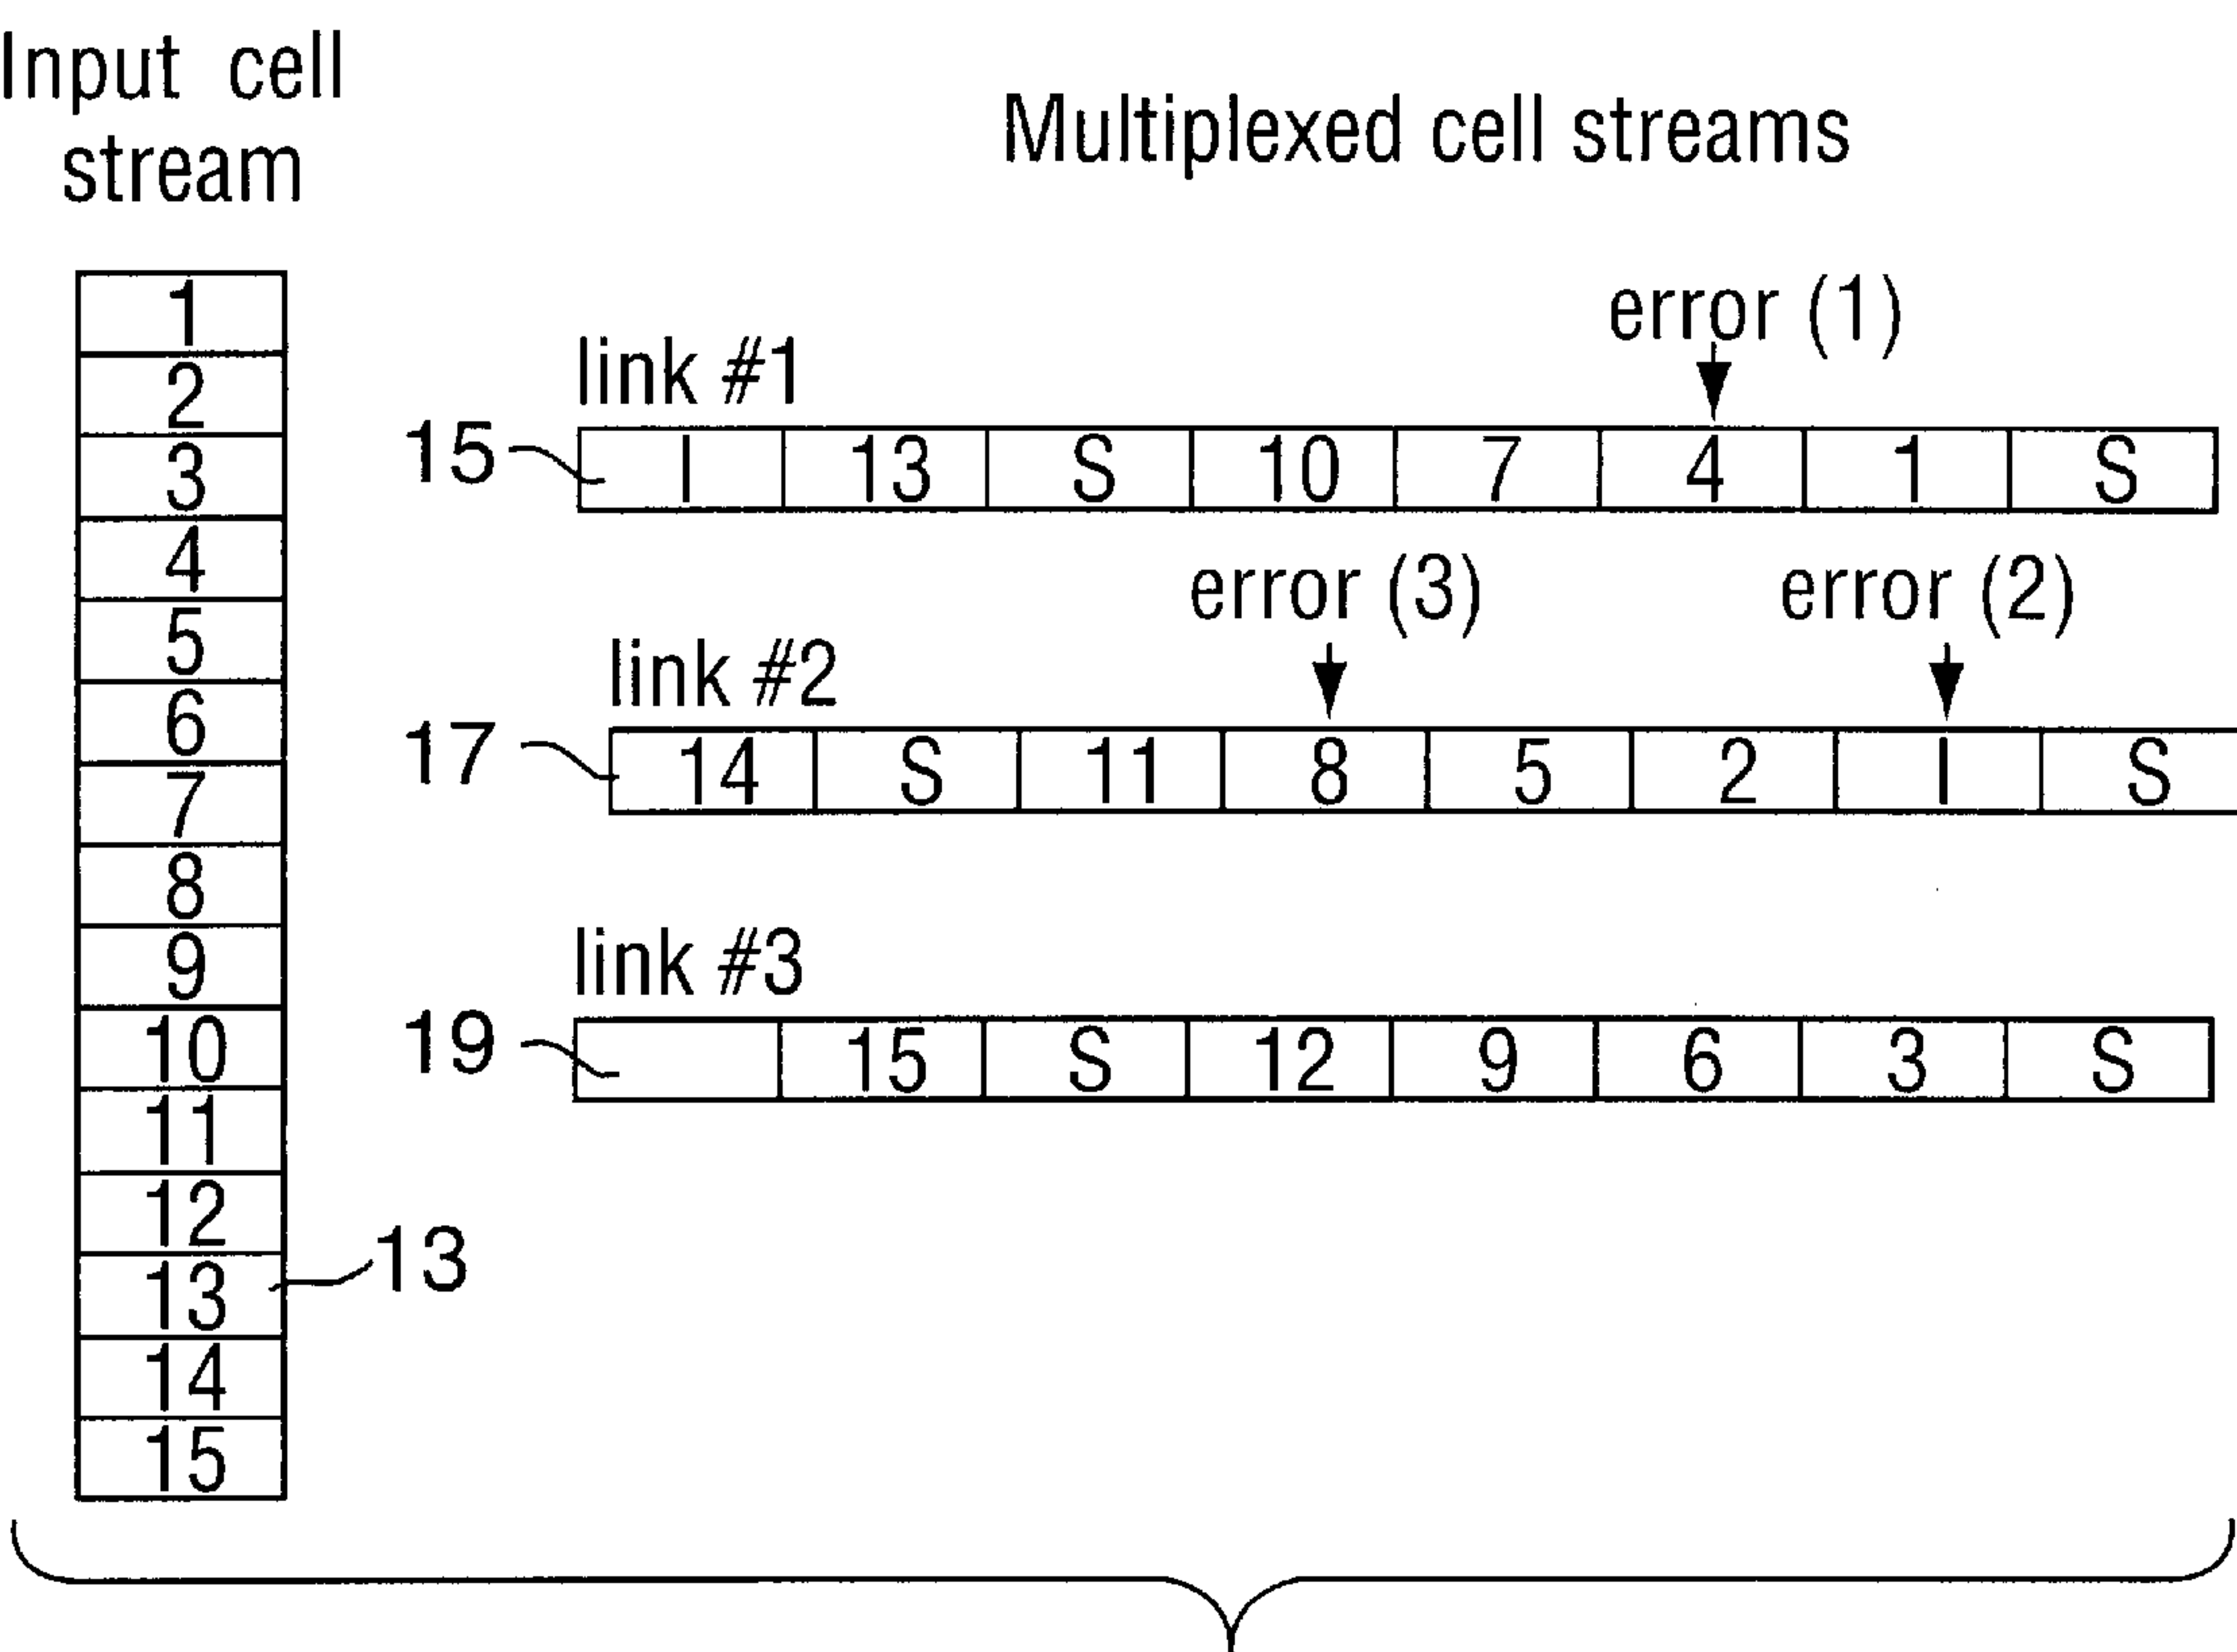 Input cell
stream
Multiplexed cell streams
1
2
3
4
5
6
7
8
9
10
11
12
13
14
15
13
error (1)
link #1
15
I 13 S 10 7 4 1 S
error (3) error (2)
link #2
17
14 S 11 8 5 2 I S
link #3
19
15 S 12 9 6 3 S